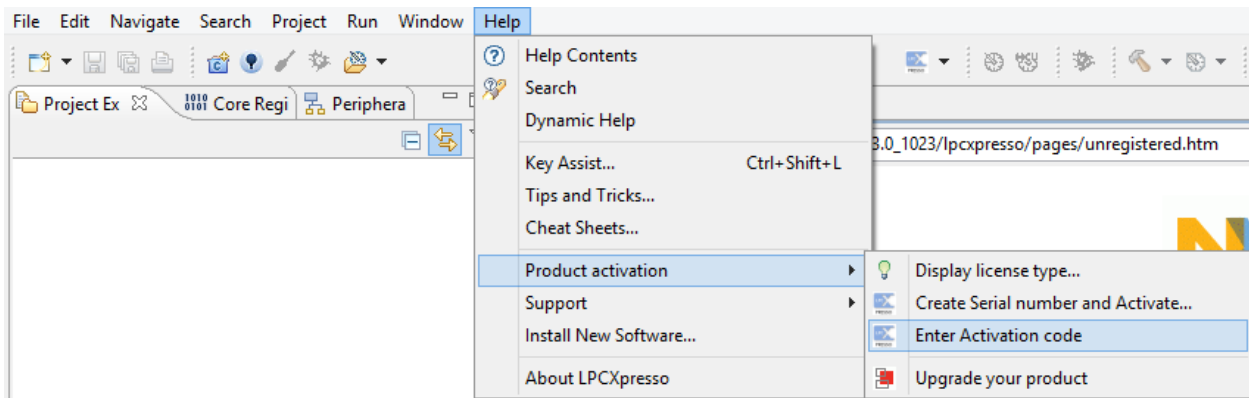 File Edit Navigate Search Project Run Window Help
Help Contents
Search
Project Ex Core Regi Periphera
Dynamic Help
3.0_1023/lpcxpresso/pages/unregistered.htm
Key Assist... Ctrl+Shift+L
Tips and Tricks...
Cheat Sheets...
Product activation
Display license type...
Support
Create Serial number and Activate...
Install New Software...
Enter Activation code
About LPCXpresso
Upgrade your product